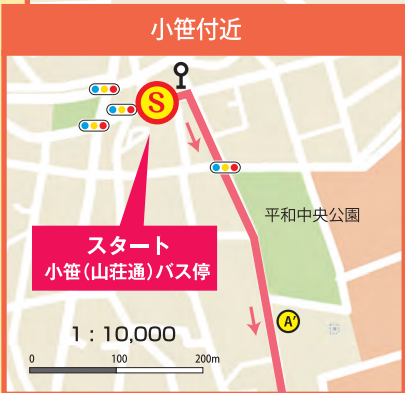 小笹付近
S
平和中央公園
スタート
小笹（山荘通）バス停
A'
1：10,000
0 100 200m